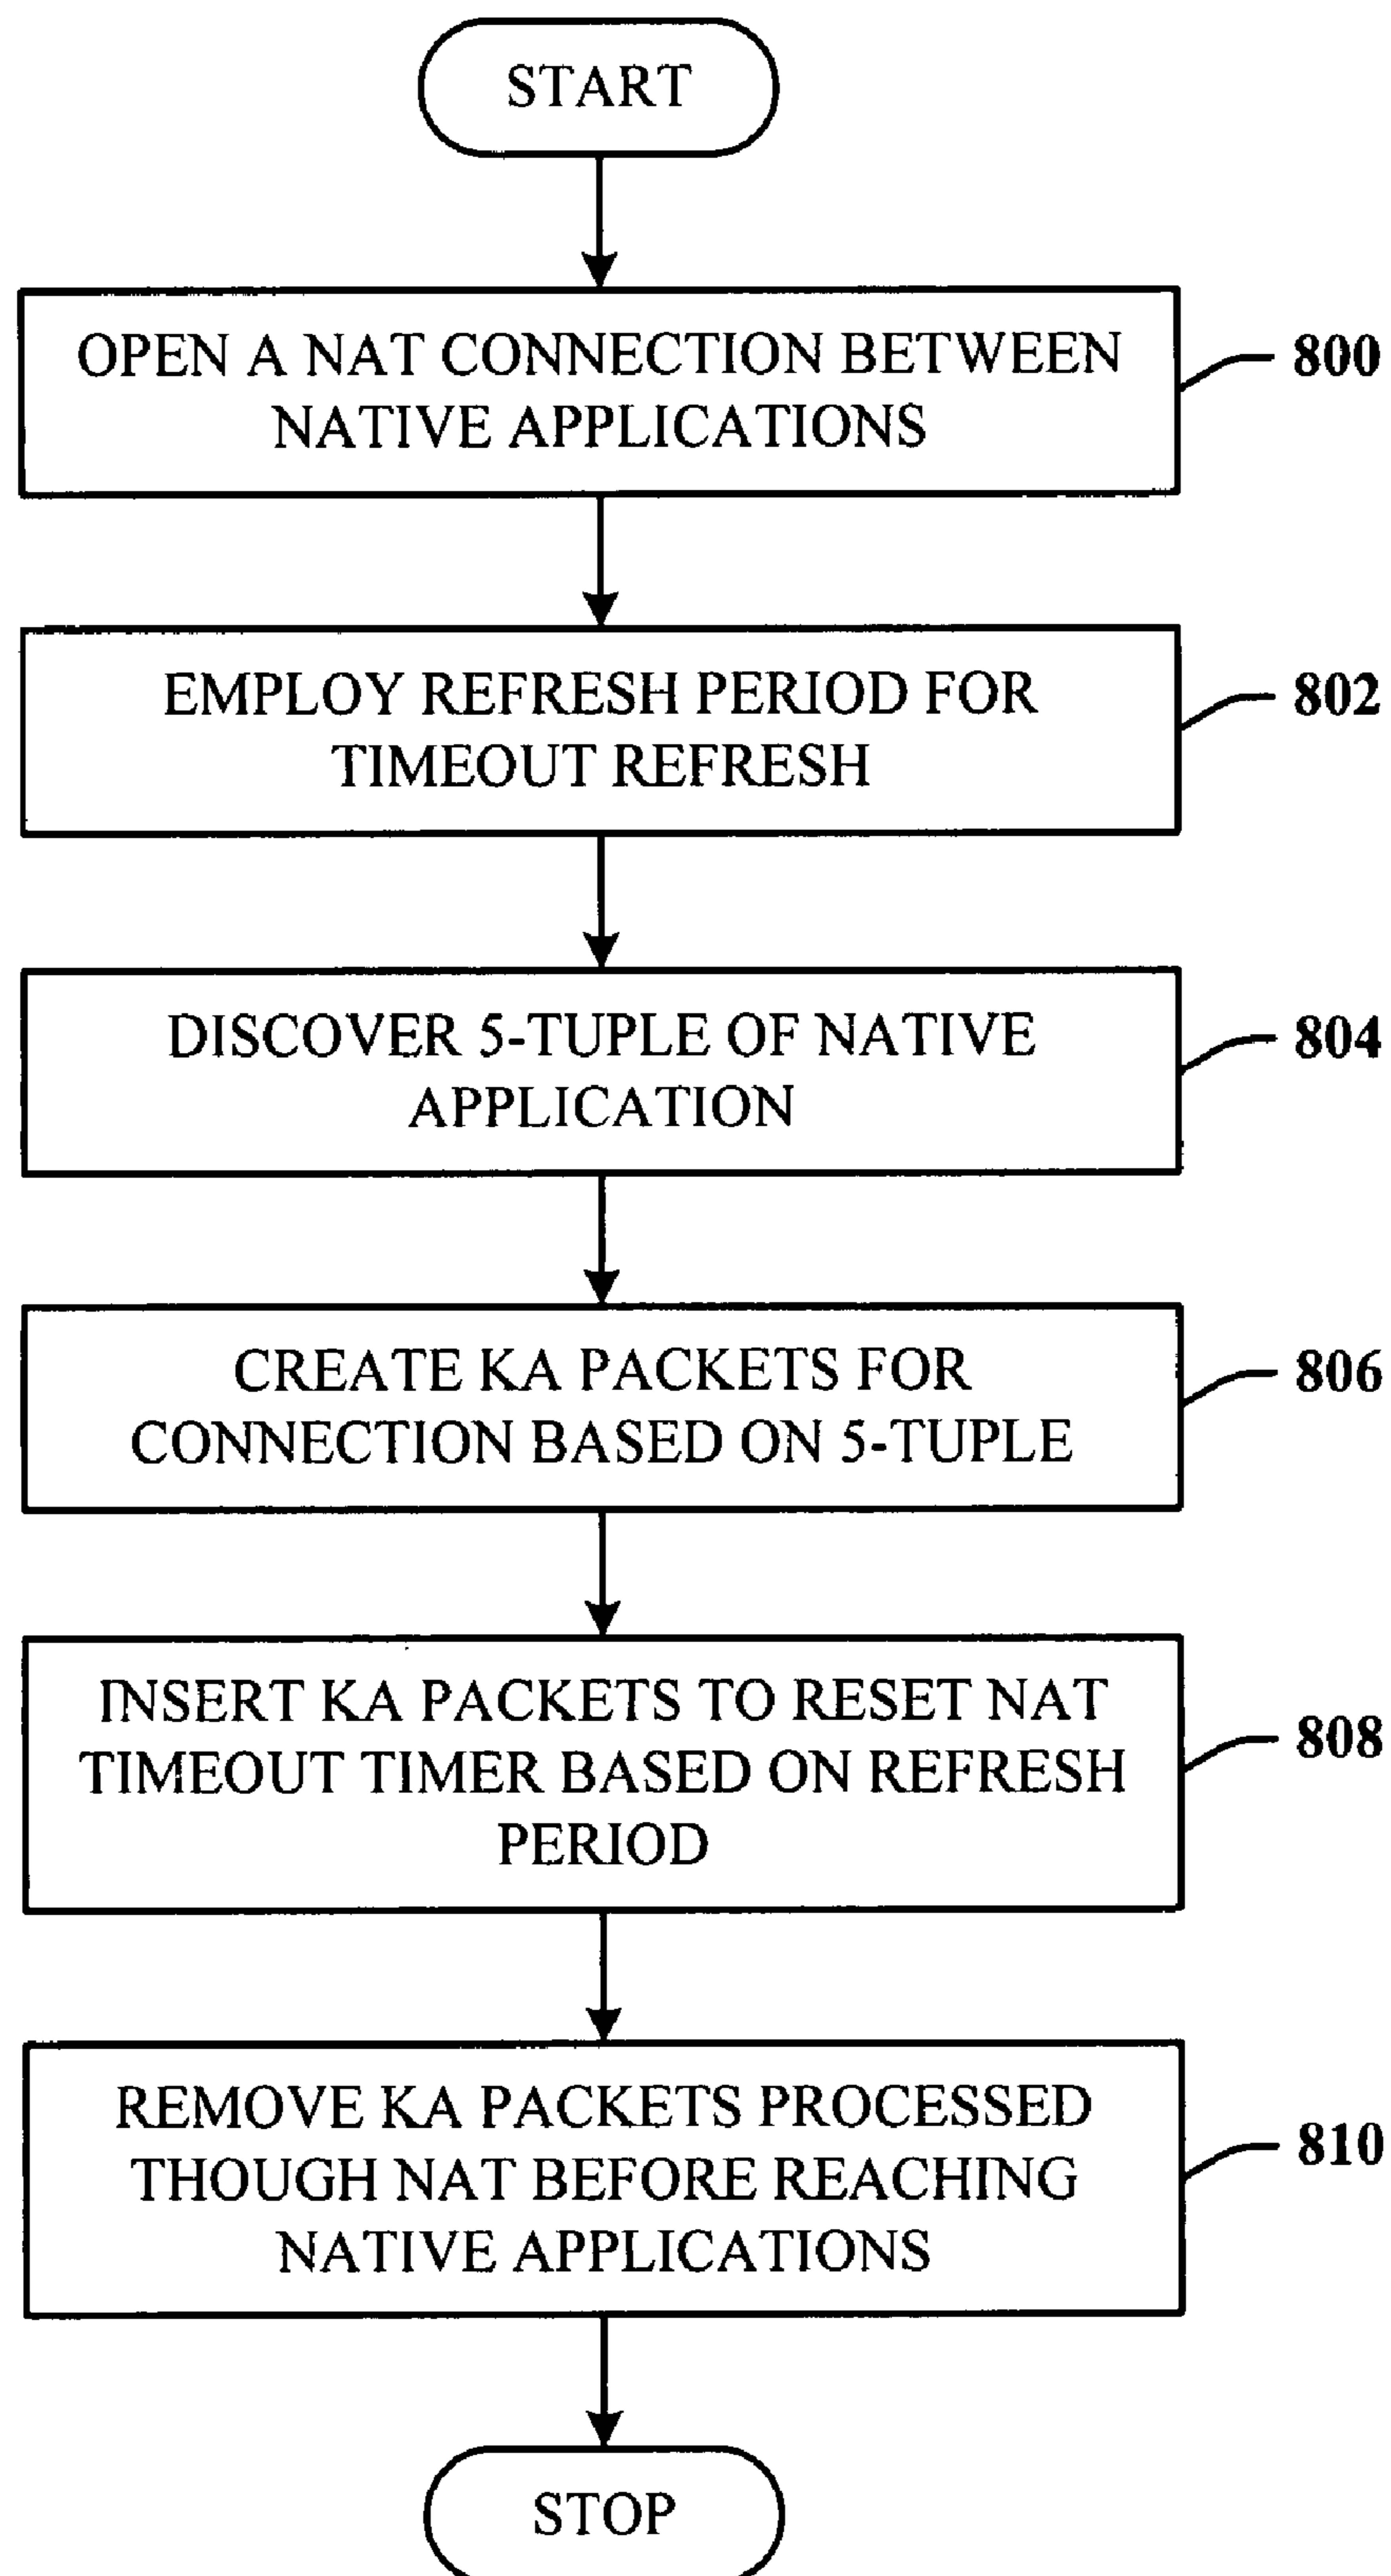 START
OPEN A NAT CONNECTION BETWEEN
NATIVE APPLICATIONS
800
EMPLOY REFRESH PERIOD FOR
TIMEOUT REFRESH
802
DISCOVER 5-TUPLE OF NATIVE
APPLICATION
804
CREATE KA PACKETS FOR
CONNECTION BASED ON 5-TUPLE
806
INSERT KA PACKETS TO RESET NAT
TIMEOUT TIMER BASED ON REFRESH
PERIOD
808
REMOVE KA PACKETS PROCESSED
THOUGH NAT BEFORE REACHING
NATIVE APPLICATIONS
810
STOP